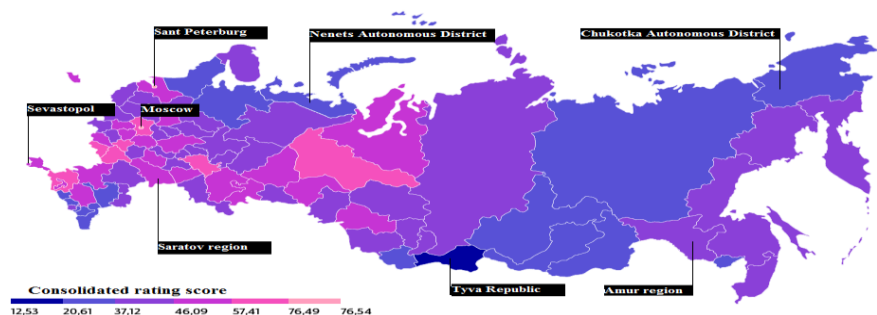 Sant Peterburg
Nenets Autonomous District
Chukotka Autonomous District
Sevastopol
Moscow
Saratov region
Tyva Republic
Amur region
Consolidated rating score
12,53 20,61 37,12 46,09 57,41 76,49 76,54